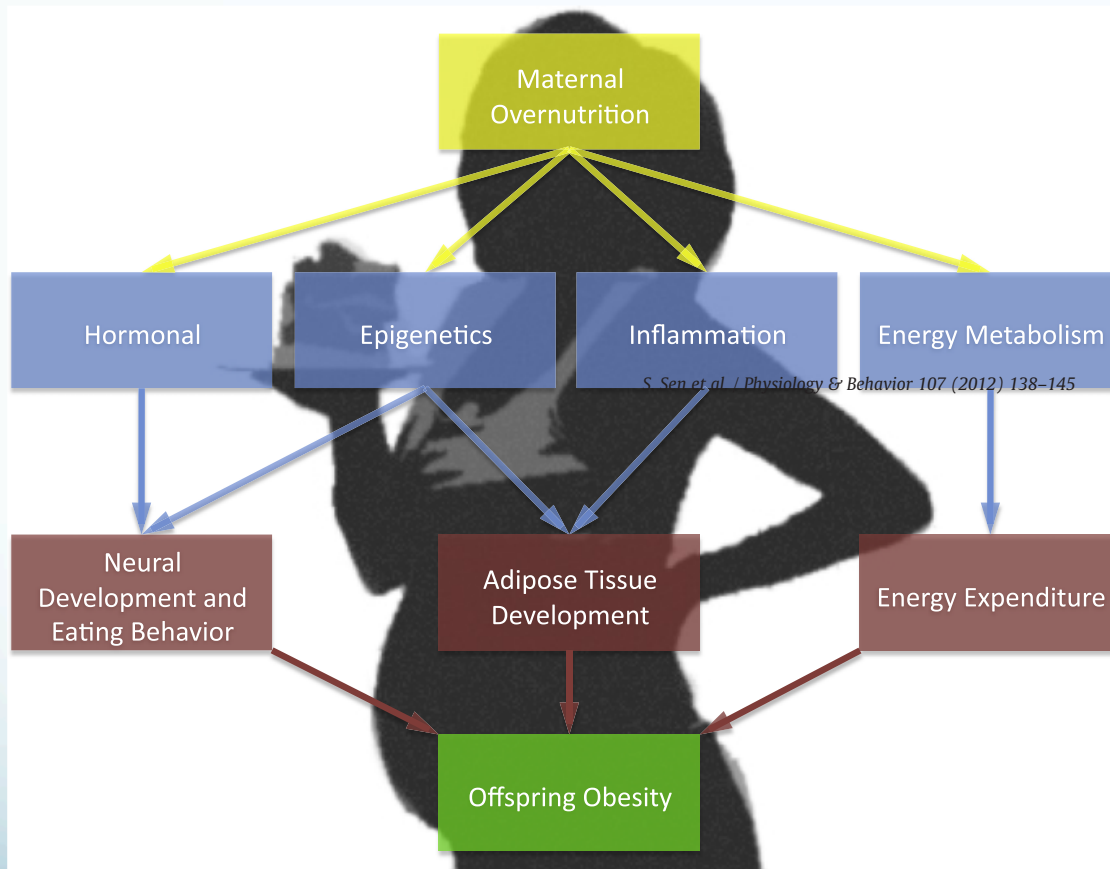 Maternal
Overnutrition
Hormonal
Epigenetics
Inflammation
Energy Metabolism
S. Sen et al. / Physiology & Behavior 107 (2012) 138–145
Neural
Development and
Eating Behavior
Adipose Tissue
Development
Energy Expenditure
Offspring Obesity